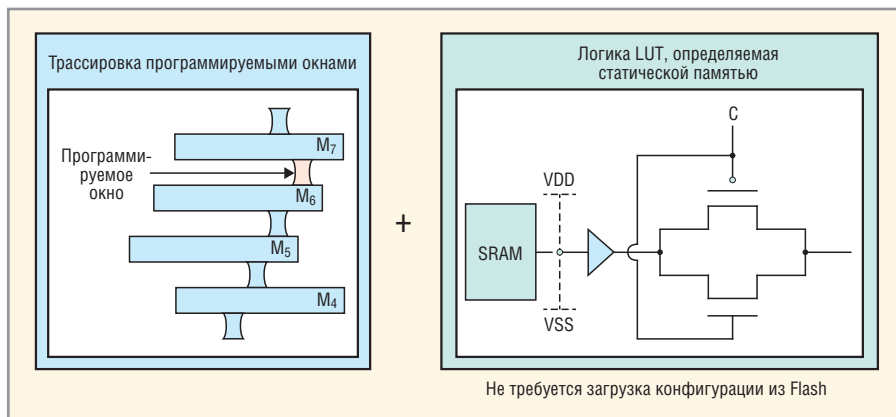 Трассировка программируемыми окнами
Программи-
руемое
окно
M7
M6
M5
M4
+
Логика LUT, определяемая
статической памятью
C
VDD
SRAM
VSS
Не требуется загрузка конфигурации из Flash